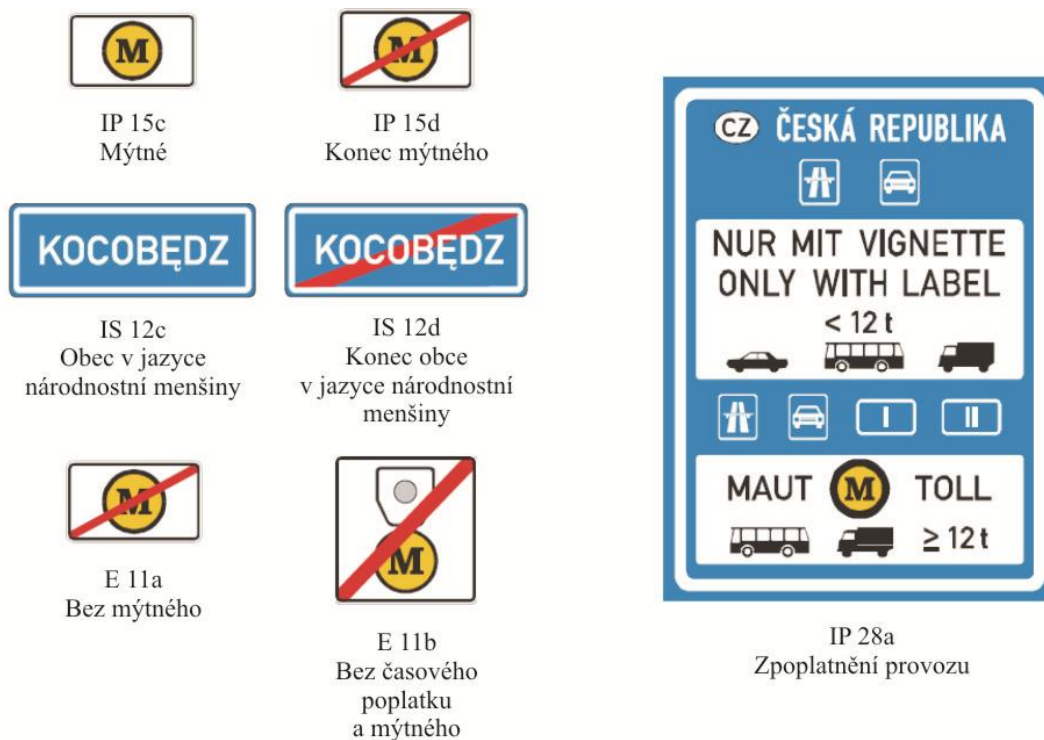 M
IP 15c
Mýtné
M
IP 15d
Konec mýtného
KOCOBĘDZ
IS 12c
Obec v jazyce
národnostní menšiny
KOCOBĘDZ
IS 12d
Konec obce
v jazyce národnostní
menšiny
M
E 11a
Bez mýtného
M
E 11b
Bez časového
poplatku
a mýtného
CZ ČESKÁ REPUBLIKA
NUR MIT VIGNETTE
ONLY WITH LABEL
< 12 t
I II
MAUT M TOLL
≥ 12 t
IP 28a
Zpoplatnění provozu